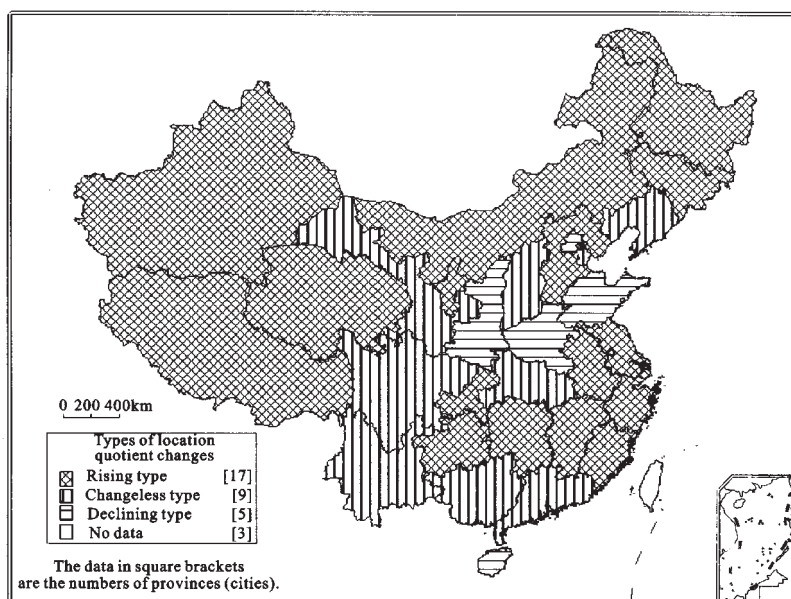 0 200 400km
Types of location
quotient changes
Rising type [17]
Changeless type [9]
Declining type [5]
No data [3]
The data in square brackets
are the numbers of provinces (cities).